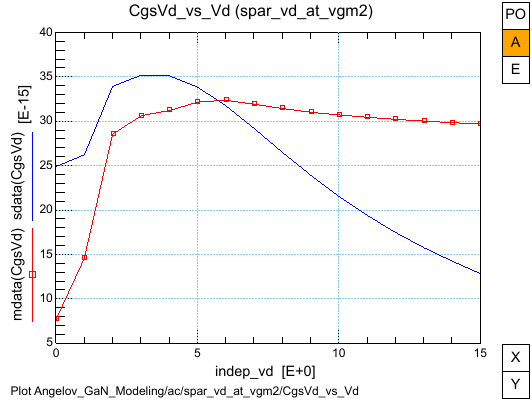 CgsVd_vs_Vd (spar_vd_at_vgm2)
PO
A
E
mdata(CgsVd) sdata(CgsVd) [E-15]
40
35
30
25
20
15
10
5
0 5 10 15
indep_vd [E+0]
X
Y
Plot Angelov_GaN_Modeling/ac/spar_vd_at_vgm2/CgsVd_vs_Vd